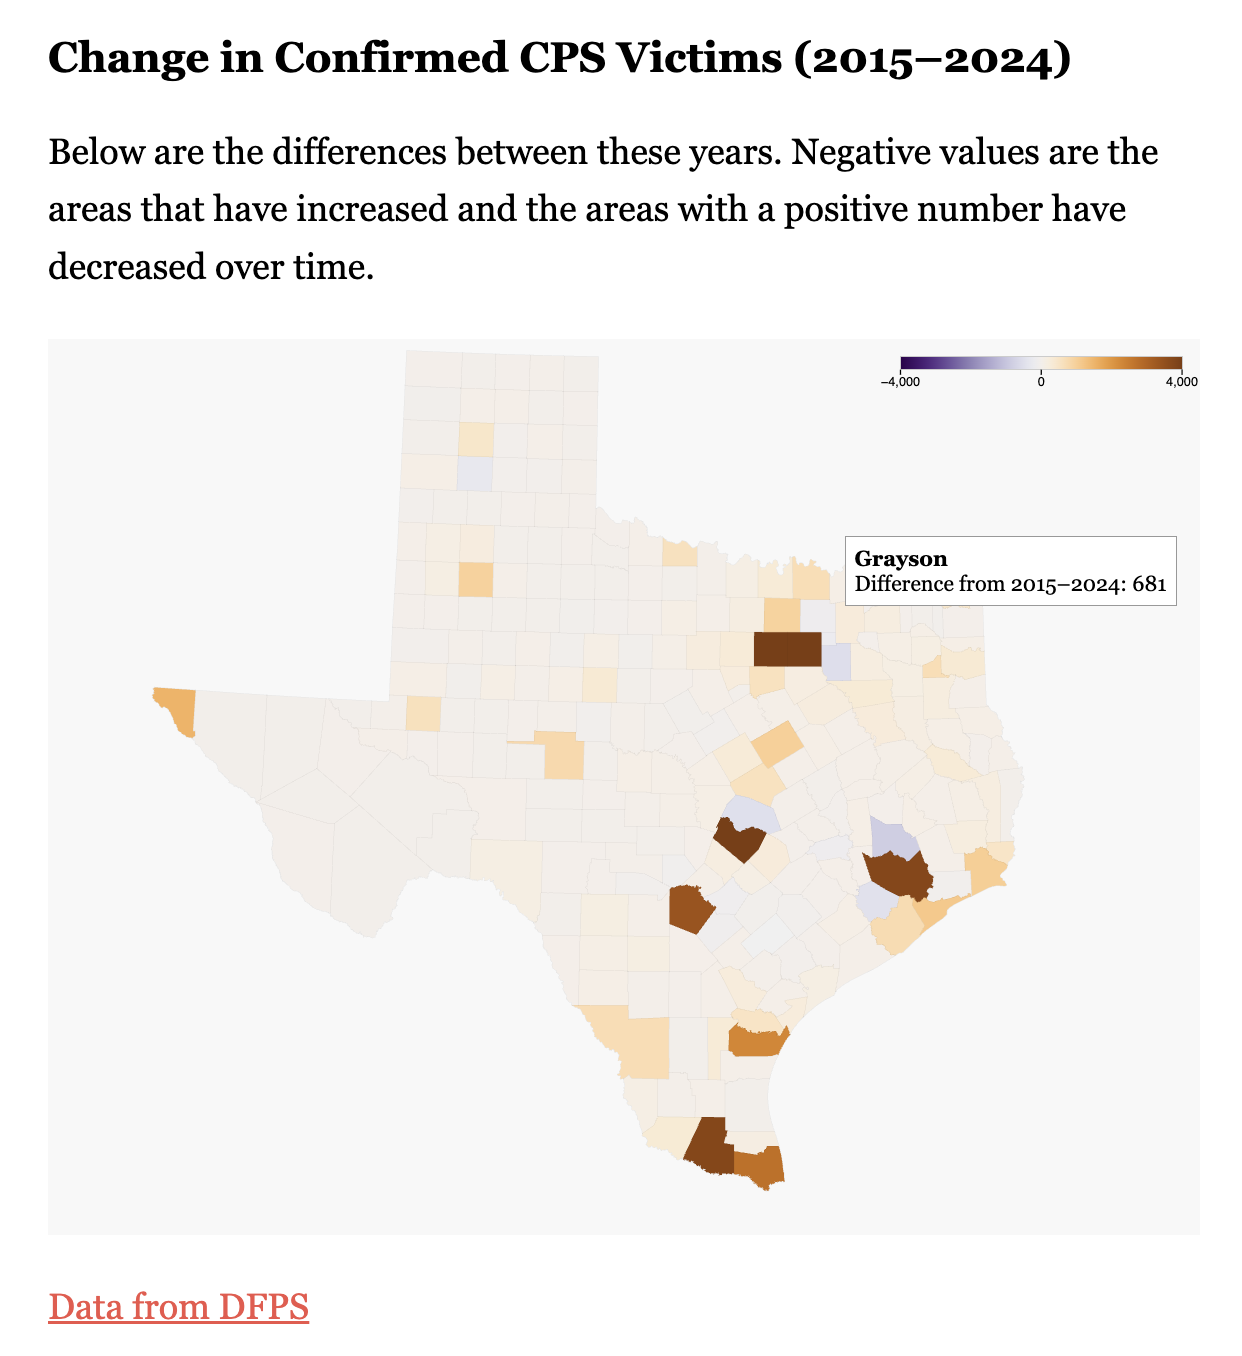 Change in Confirmed CPS Victims (2015–2024)
Below are the differences between these years. Negative values are the
areas that have increased and the areas with a positive number have
decreased over time.
−4,000 0 4,000
Grayson
Difference from 2015–2024: 681
Data from DFPS